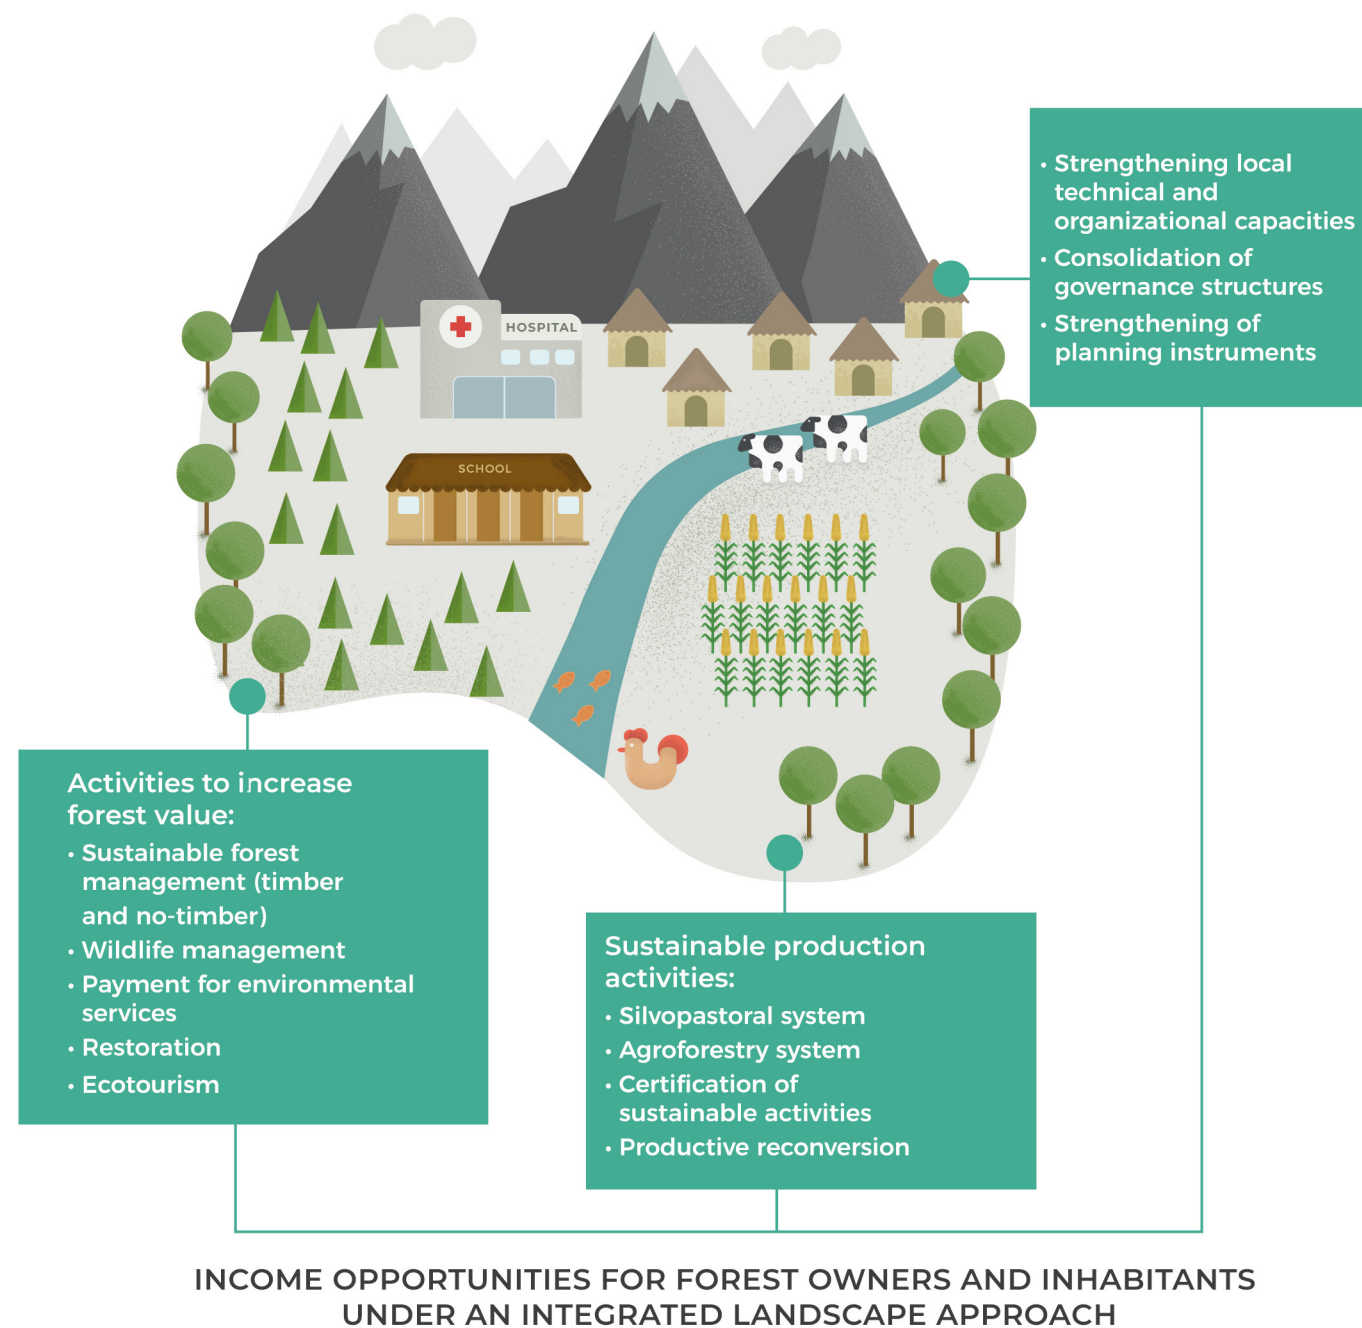 HOSPITAL
SCHOOL
• Strengthening local
technical and
organizational capacities
• Consolidation of
governance structures
• Strengthening of
planning instruments
Activities to increase
forest value:
• Sustainable forest
management (timber
and no-timber)
• Wildlife management
• Payment for environmental
services
• Restoration
• Ecotourism
Sustainable production
activities:
• Silvopastoral system
• Agroforestry system
• Certification of
sustainable activities
• Productive reconversion
INCOME OPPORTUNITIES FOR FOREST OWNERS AND INHABITANTS
UNDER AN INTEGRATED LANDSCAPE APPROACH